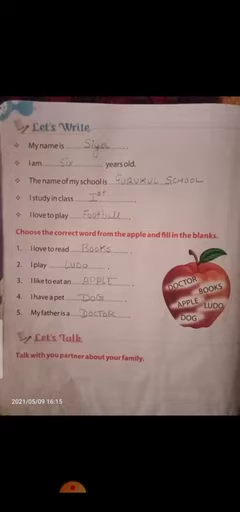 Let's Write
My name is Siya.
I am Six years old.
The name of my school is GURUKUL SCHOOL
I study in class Ist.
I love to play Football.
Choose the correct word from the apple and fill in the blanks.
1. I love to read Books.
2. I play LUDO.
3. I like to eat an APPLE.
4. I have a pet DOG.
5. My father is a DOCTOR.
DOCTOR
BOOKS
APPLE
LUDO
DOG
Let's Talk
Talk with you partner about your family.
2021/05/09 16:15